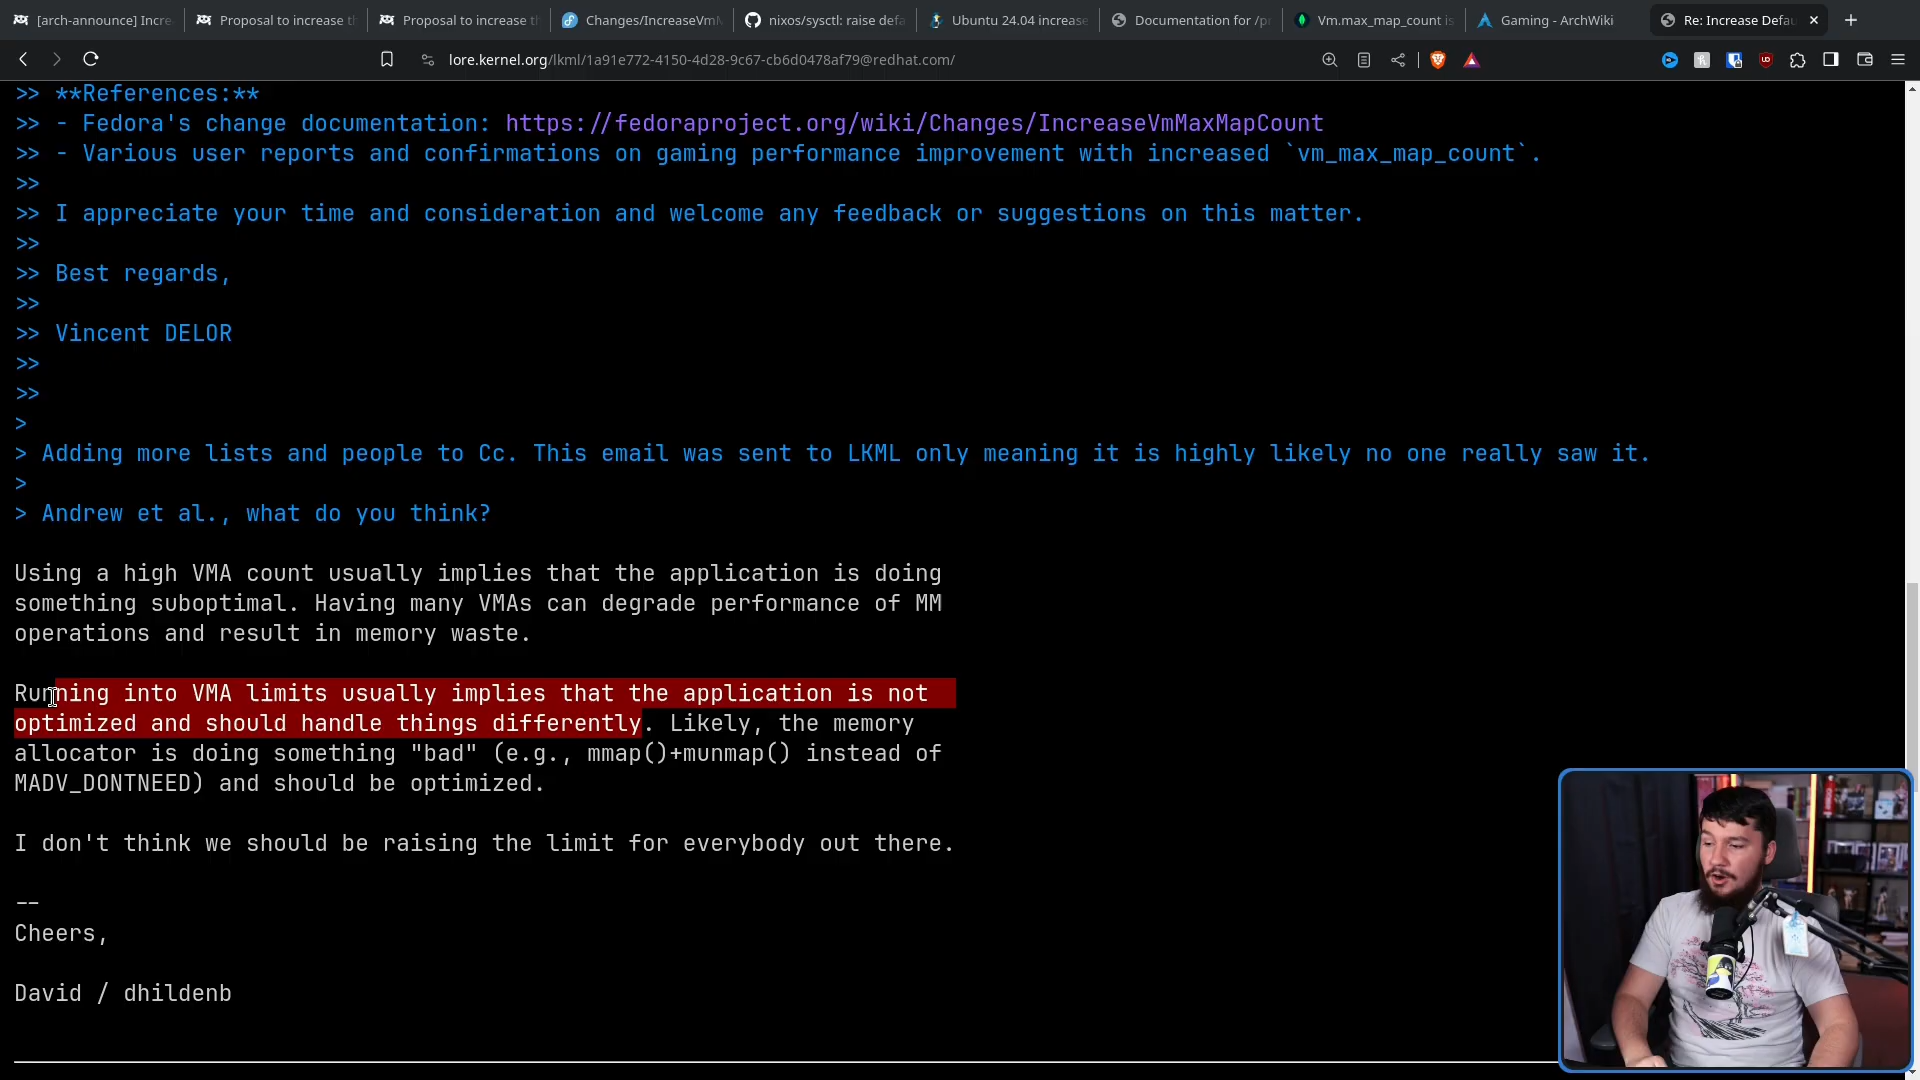 [arch-announce] Incre
Proposal to increase t
Proposal to increase t
Changes/IncreaseVmM
nixos/sysctl: raise defa
Ubuntu 24.04 increase
Documentation for /pr
Vm.max_map_count is
Gaming - ArchWiki
Re: Increase Defau
lore.kernel.org/lkml/1a91e772-4150-4d28-9c67-cb6d0478af79@redhat.com/
>> **References:**
>> - Fedora's change documentation: https://fedoraproject.org/wiki/Changes/IncreaseVmMaxMapCount
>> - Various user reports and confirmations on gaming performance improvement with increased `vm_max_map_count`.
>>
>> I appreciate your time and consideration and welcome any feedback or suggestions on this matter.
>>
>> Best regards,
>>
>> Vincent DELOR
>>
>>
>
> Adding more lists and people to Cc. This email was sent to LKML only meaning it is highly likely no one really saw it.
>
> Andrew et al., what do you think?
Using a high VMA count usually implies that the application is doing
something suboptimal. Having many VMAs can degrade performance of MM
operations and result in memory waste.
Running into VMA limits usually implies that the application is not
optimized and should handle things differently. Likely, the memory
allocator is doing something "bad" (e.g., mmap()+munmap() instead of
MADV_DONTNEED) and should be optimized.
I don't think we should be raising the limit for everybody out there.
--
Cheers,
David / dhildenb